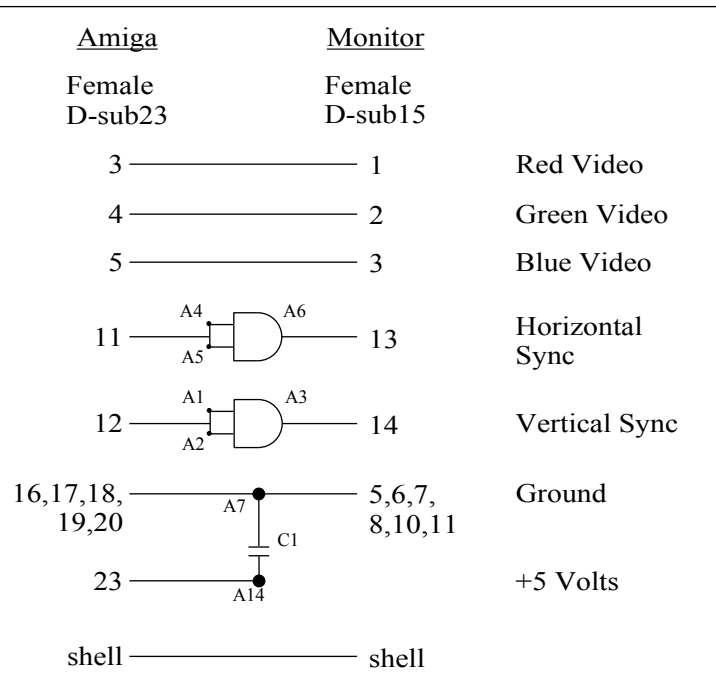 Amiga Monitor
Female Female
D-sub23 D-sub15
3 1 Red Video
4 2 Green Video
5 3 Blue Video
A4 A6
11 13 Horizontal
A5 Sync
A1 A3
12 14 Vertical Sync
A2
16,17,18, A7 5,6,7, Ground
19,20 8,10,11
C1
23 +5 Volts
A14
shell shell